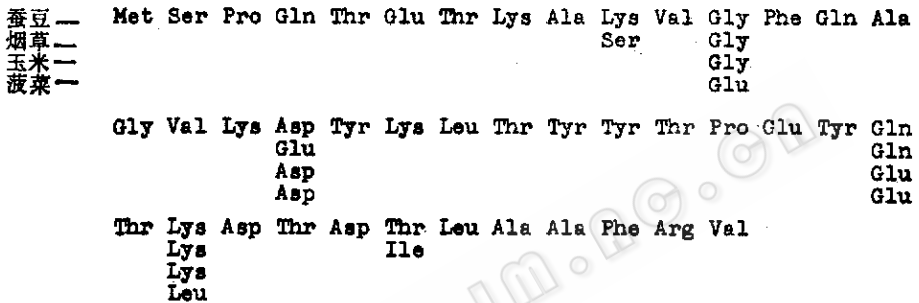 蚕豆— Met Ser Pro Gln Thr Glu Thr Lys Ala Lys Val Gly Phe Gln Ala
烟草— Ser Gly
玉米— Gly
菠菜— Glu
Gly Val Lys Asp Tyr Lys Leu Thr Tyr Tyr Thr Pro Glu Tyr Gln
Glu Gln
Asp Glu
Asp Glu
Thr Lys Asp Thr Asp Thr Leu Ala Ala Phe Arg Val
Lys Ile
Lys
Leu